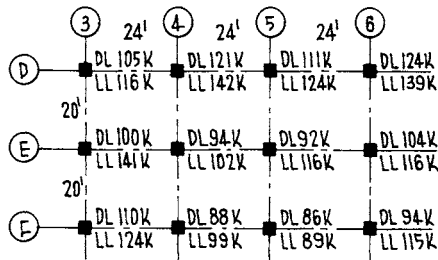 3 4 5 6
24' 24' 24'
D DL 105K DL 121K DL 111K DL 124K
LL 116K LL 142K LL 124K LL 139K
20'
E DL 100K DL 94K DL 92K DL 104K
LL 141K LL 102K LL 116K LL 116K
20'
E DL 110K DL 88K DL 86K DL 94K
LL 124K LL 99K LL 89K LL 115K